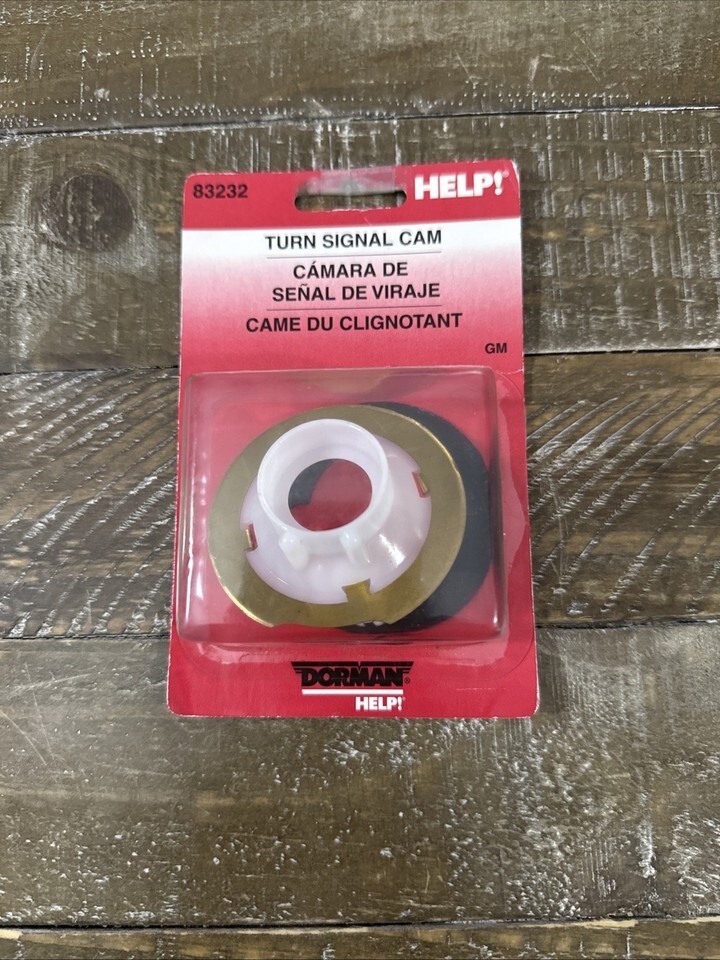 83232
HELP!®
TURN SIGNAL CAM
CÁMARA DE
SEÑAL DE VIRAJE
CAME DU CLIGNOTANT
GM
DORMAN®
HELP!®